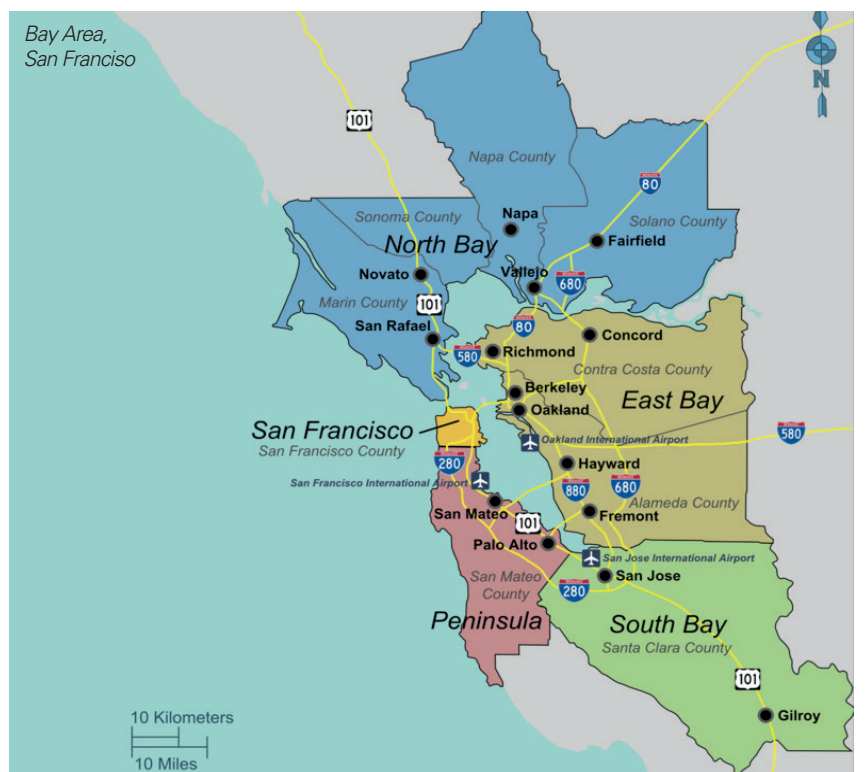 Bay Area,
San Franciso
N
101
Napa County
80
Sonoma County
Napa
Solano County
North Bay
Fairfield
Novato
Vallejo
680
Marin County
101
San Rafael
80
Concord
580
Richmond
Contra Costa County
Berkeley
East Bay
Oakland
San Francisco
580
Oakland International Airport
San Francisco County
280
Hayward
San Francisco International Airport
880
680
Alameda County
San Mateo
Fremont
101
Palo Alto
San Jose International Airport
San Mateo
County
San Jose
280
Peninsula
South Bay
Santa Clara County
101
Gilroy
10 Kilometers
10 Miles